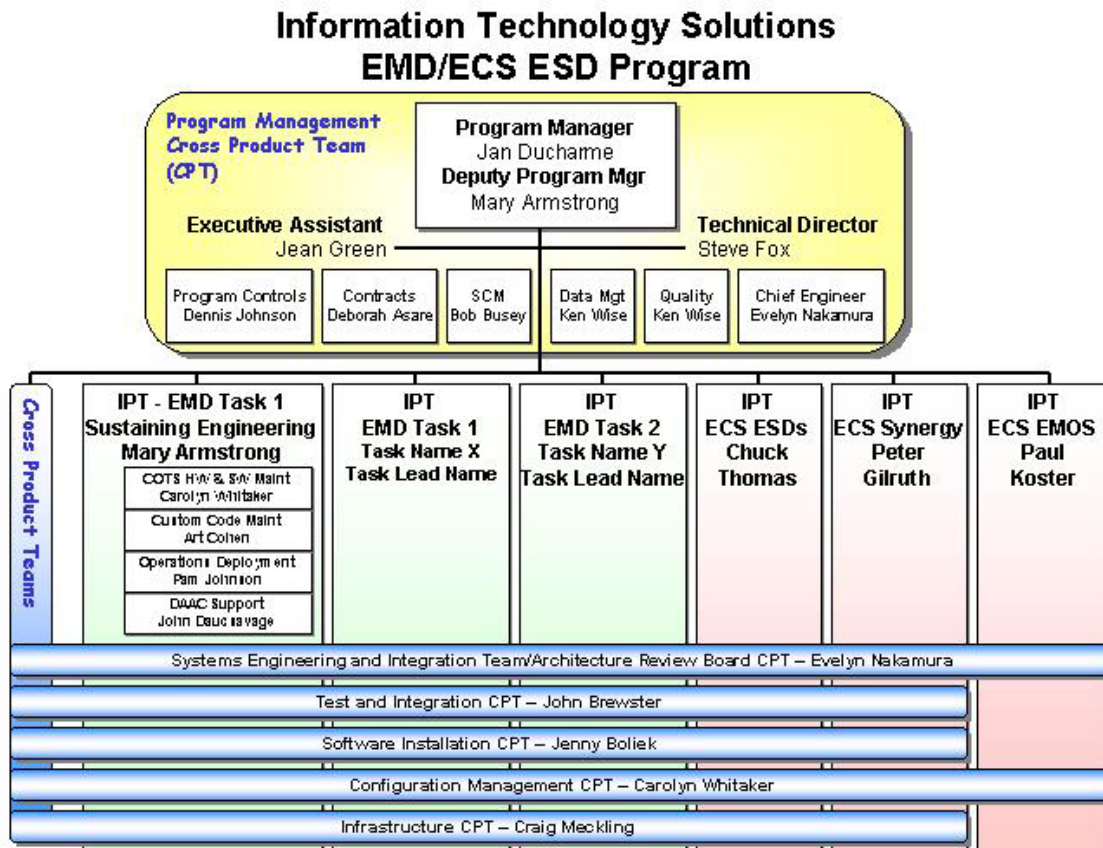 Information Technology Solutions
EMD/ECS ESD Program
Program Management
Cross Product Team
(CPT)
Program Manager
Jan Ducharme
Deputy Program Mgr
Mary Armstrong
Executive Assistant
Jean Green
Technical Director
Steve Fox
Program Controls
Dennis Johnson
Contracts
Deborah Asare
SCM
Bob Busey
Data Mgt
Ken Wise
Quality
Ken Wise
Chief Engineer
Evelyn Nakamura
Cross Product Teams
IPT - EMD Task 1
Sustaining Engineering
Mary Armstrong
COTS HW & SW Maint
Carolyn Whitaker
Custom Code Maint
Art Cohen
Operations Deployment
Pam Johnson
DAAC Support
John Daucsavage
IPT
EMD Task 1
Task Name X
Task Lead Name
IPT
EMD Task 2
Task Name Y
Task Lead Name
IPT
ECS ESDs
Chuck
Thomas
IPT
ECS Synergy
Peter
Gilruth
IPT
ECS EMOS
Paul
Koster
Systems Engineering and Integration Team/Architecture Review Board CPT – Evelyn Nakamura
Test and Integration CPT – John Brewster
Software Installation CPT – Jenny Boliek
Configuration Management CPT – Carolyn Whitaker
Infrastructure CPT – Craig Meckling